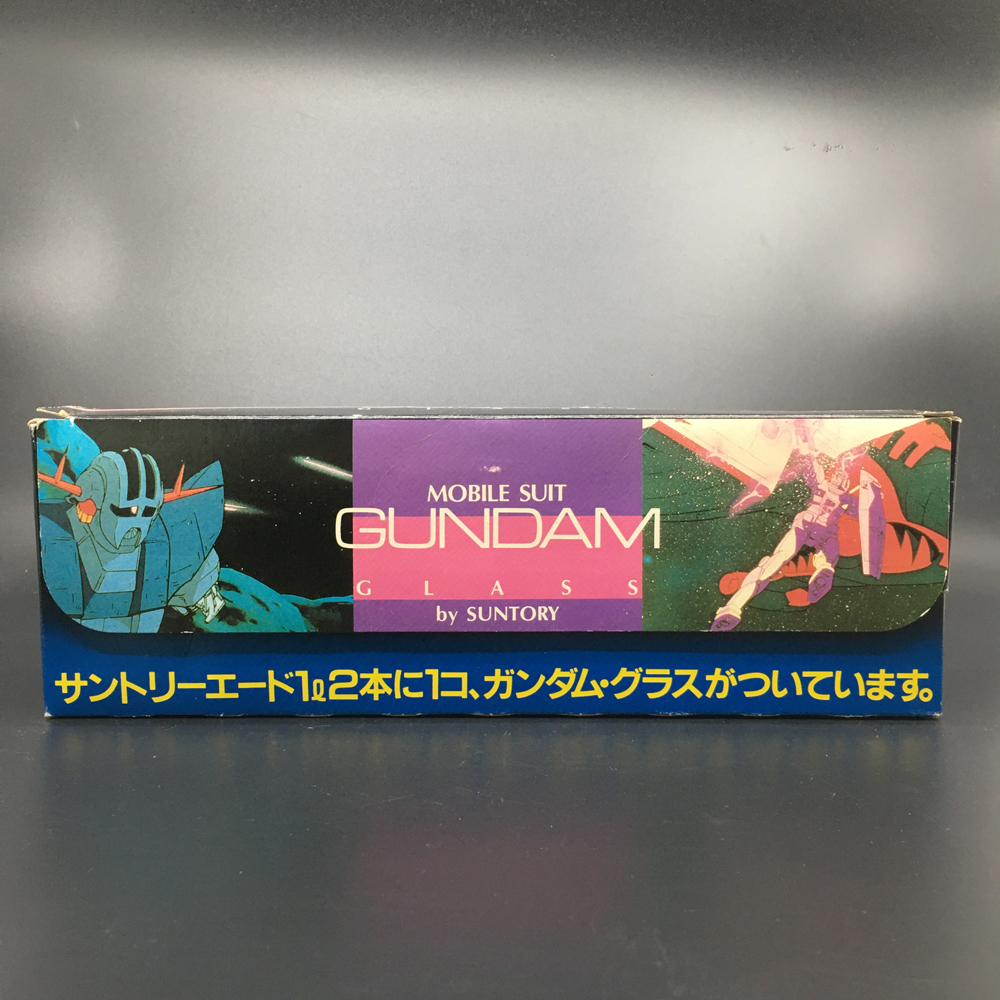 MOBILE SUIT
GUNDAM
GLASS
by SUNTORY
サントリーエード1ℓ2本に1コ、ガンダム・グラスがついています。